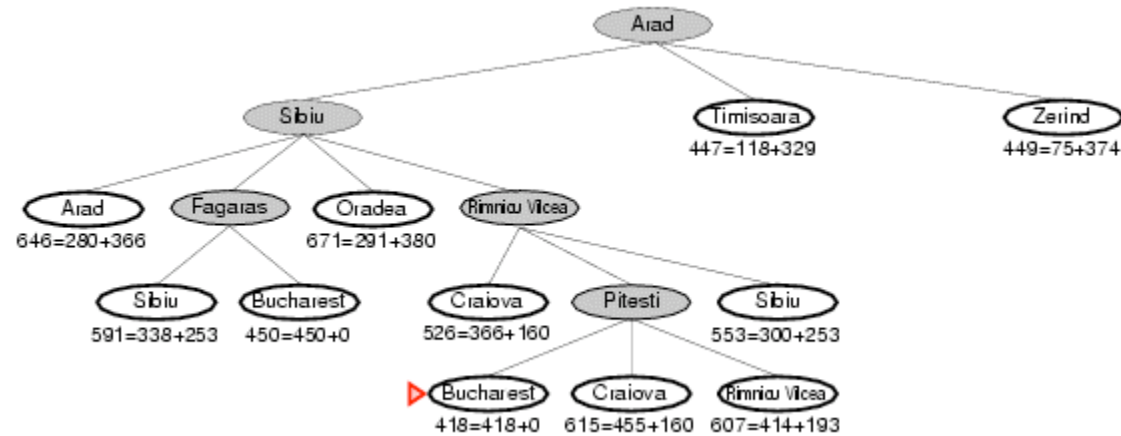 Arad
Sibiu
Timisoara
Zerind
447=118+329
449=75+374
Arad
Fagaras
Oradea
Rimnicu Vilcea
646=280+366
671=291+380
Sibiu
Bucharest
Craiova
Pitesti
Sibiu
591=338+253
450=450+0
526=366+160
553=300+253
Bucharest
Craiova
Rimnicu Vilcea
418=418+0
615=455+160
607=414+193